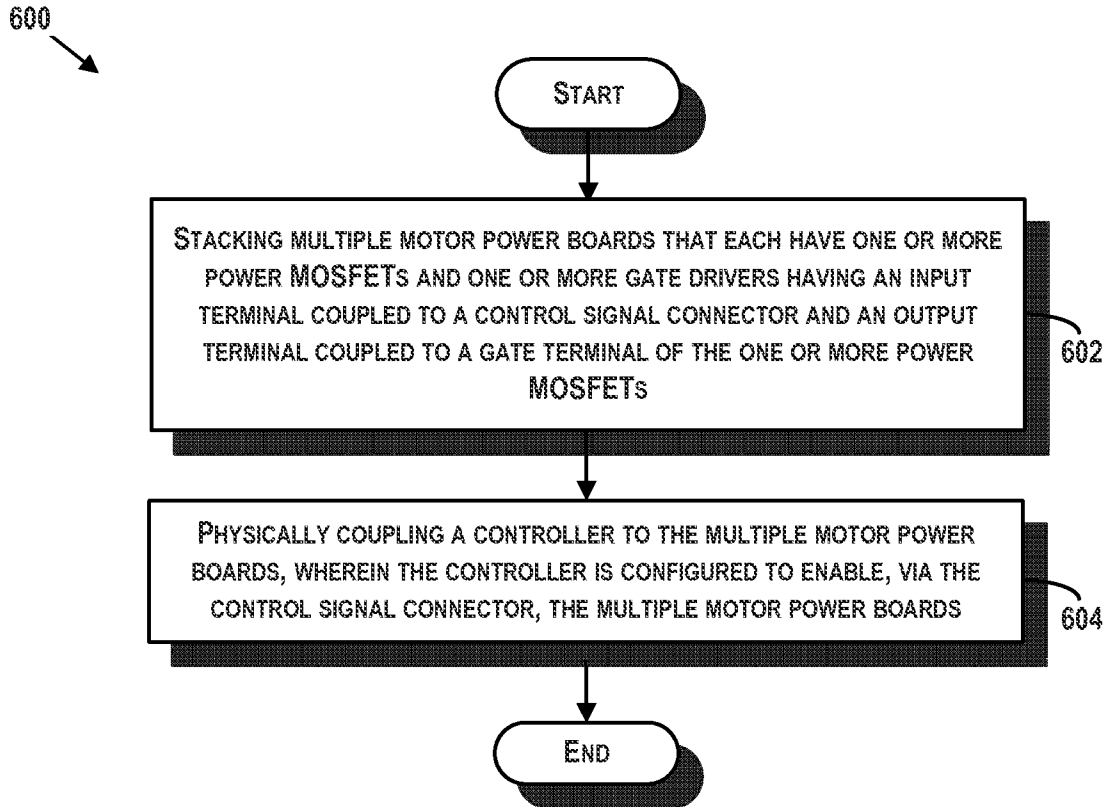 600
START
STACKING MULTIPLE MOTOR POWER BOARDS THAT EACH HAVE ONE OR MORE
POWER MOSFETS AND ONE OR MORE GATE DRIVERS HAVING AN INPUT
TERMINAL COUPLED TO A CONTROL SIGNAL CONNECTOR AND AN OUTPUT
TERMINAL COUPLED TO A GATE TERMINAL OF THE ONE OR MORE POWER
MOSFETS
602
PHYSICALLY COUPLING A CONTROLLER TO THE MULTIPLE MOTOR POWER
BOARDS, WHEREIN THE CONTROLLER IS CONFIGURED TO ENABLE, VIA THE
CONTROL SIGNAL CONNECTOR, THE MULTIPLE MOTOR POWER BOARDS
604
END